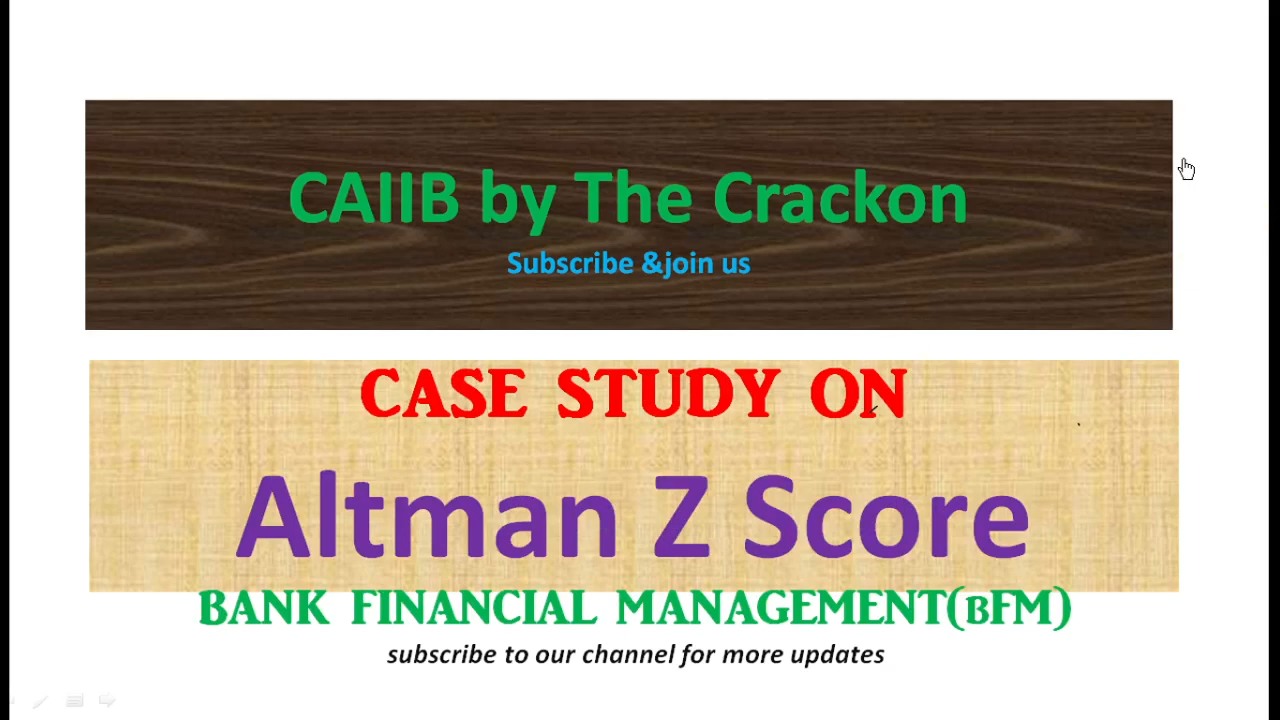 CAIIB by The Crackon
Subscribe &join us
CASE STUDY ON
Altman Z Score
BANK FINANCIAL MANAGEMENT(BFM)
subscribe to our channel for more updates